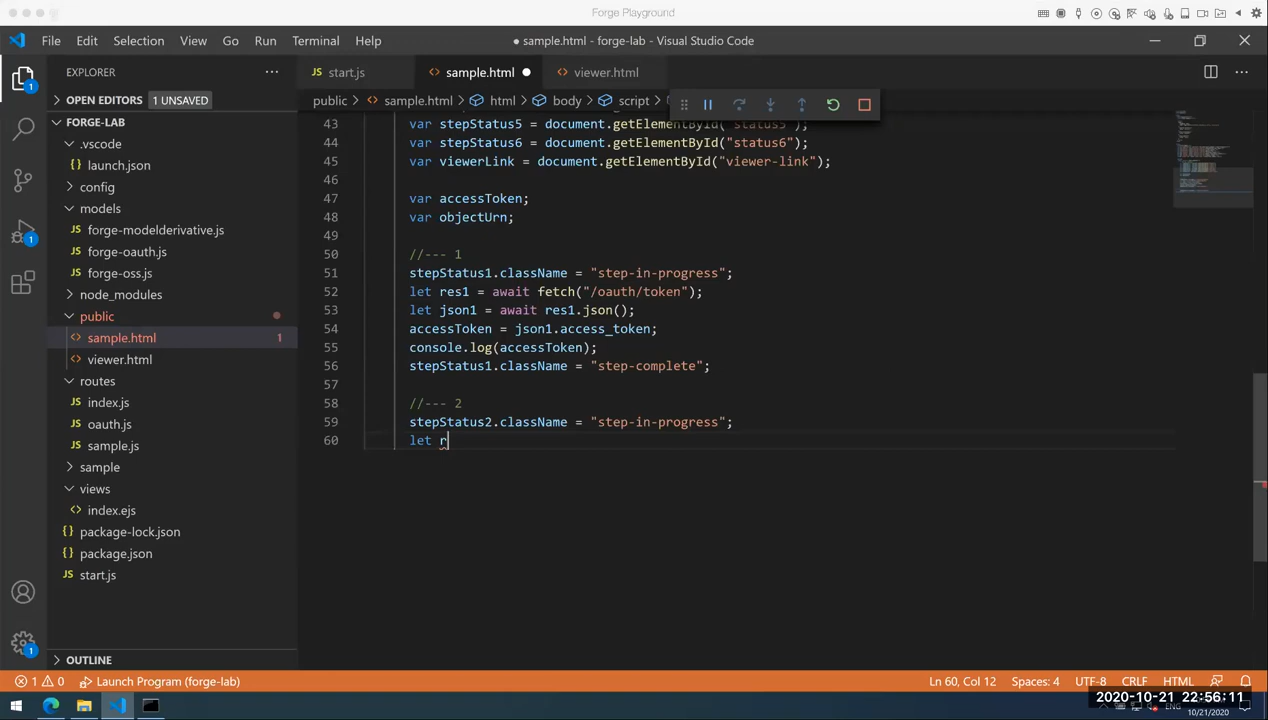 Forge Playground
File Edit Selection View Go Run Terminal Help
● sample.html - forge-lab - Visual Studio Code
EXPLORER
JS start.js
<> sample.html ●
<> viewer.html
OPEN EDITORS 1 UNSAVED
public > <> sample.html > html > body > script >
FORGE-LAB
.vscode
{} launch.json
config
models
JS forge-modelderivative.js
JS forge-oauth.js
JS forge-oss.js
node_modules
public
<> sample.html 1
<> viewer.html
routes
JS index.js
JS oauth.js
JS sample.js
sample
views
<> index.ejs
{} package-lock.json
{} package.json
JS start.js
OUTLINE
43 var stepStatus5 = document.getElementById("status5");
44 var stepStatus6 = document.getElementById("status6");
45 var viewerLink = document.getElementById("viewer-link");
46
47 var accessToken;
48 var objectUrn;
49
50 //--- 1
51 stepStatus1.className = "step-in-progress";
52 let res1 = await fetch("/oauth/token");
53 let json1 = await res1.json();
54 accessToken = json1.access_token;
55 console.log(accessToken);
56 stepStatus1.className = "step-complete";
57
58 //--- 2
59 stepStatus2.className = "step-in-progress";
60 let r
1 0 Launch Program (forge-lab)
Ln 60, Col 12 Spaces: 4 UTF-8 CRLF HTML
2020-10-21 22:56:11
ENG
10/21/2020